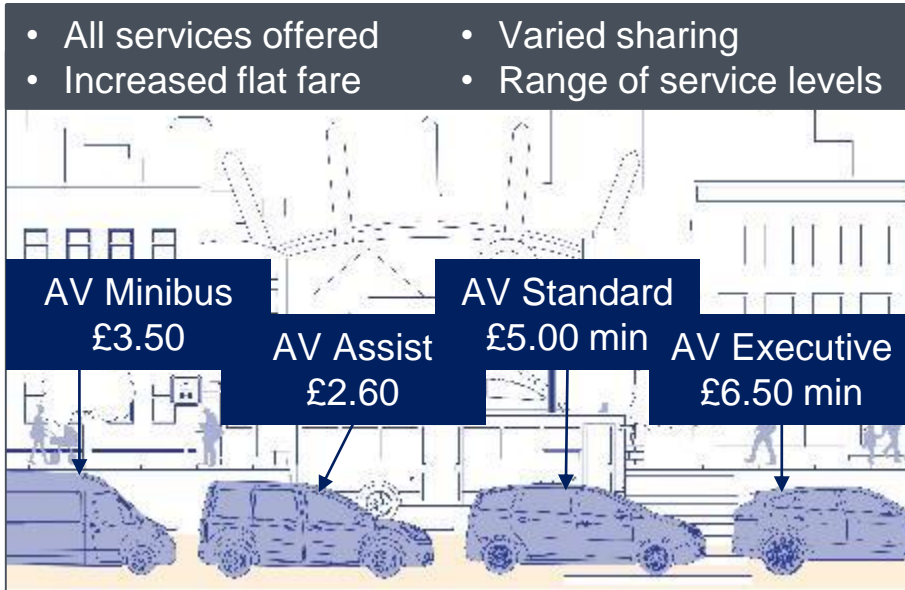 • All services offered
• Increased flat fare
• Varied sharing
• Range of service levels
AV Minibus
£3.50
AV Assist
£2.60
AV Standard
£5.00 min
AV Executive
£6.50 min